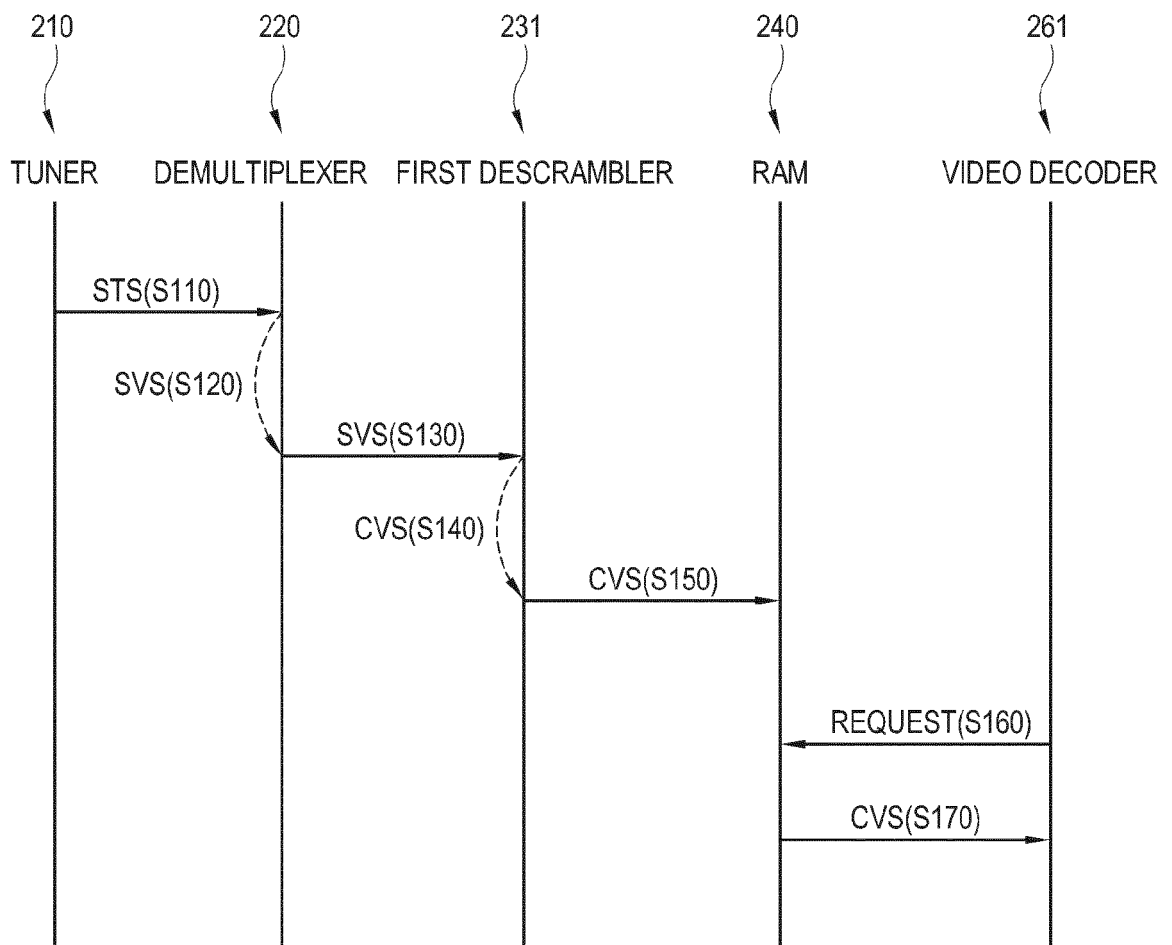 210 220 231 240 261
TUNER DEMULTIPLEXER FIRST DESCRAMBLER RAM VIDEO DECODER
STS(S110)
SVS(S120)
SVS(S130)
CVS(S140)
CVS(S150)
REQUEST(S160)
CVS(S170)